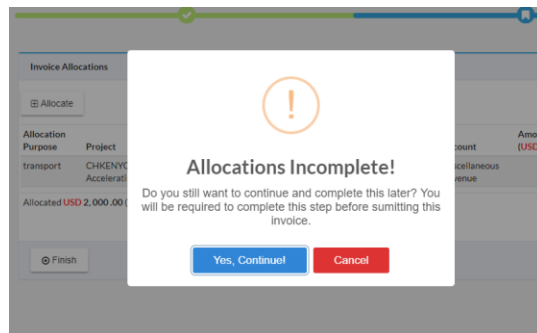 Invoice Allocations
Allocate
Allocation
Purpose
Project
transport
CHKENYC
Accelerati
Allocated USD 2,000.00 (
Finish
!
Allocations Incomplete!
Do you still want to continue and complete this later? You
will be required to complete this step before sumitting this
invoice.
Yes, Continue!
Cancel
count
Amo
(USD
scellaneous
venue